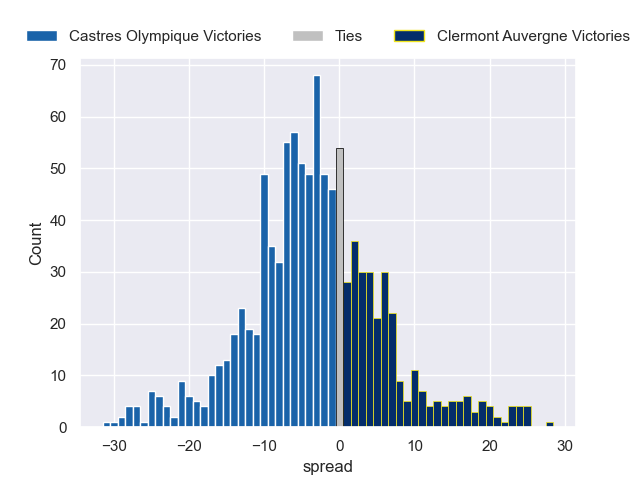 Castres Olympique Victories Ties Clermont Auvergne Victories
70
60
50
40
30
20
10
0
Count
−30 −20 −10 0 10 20 30
spread